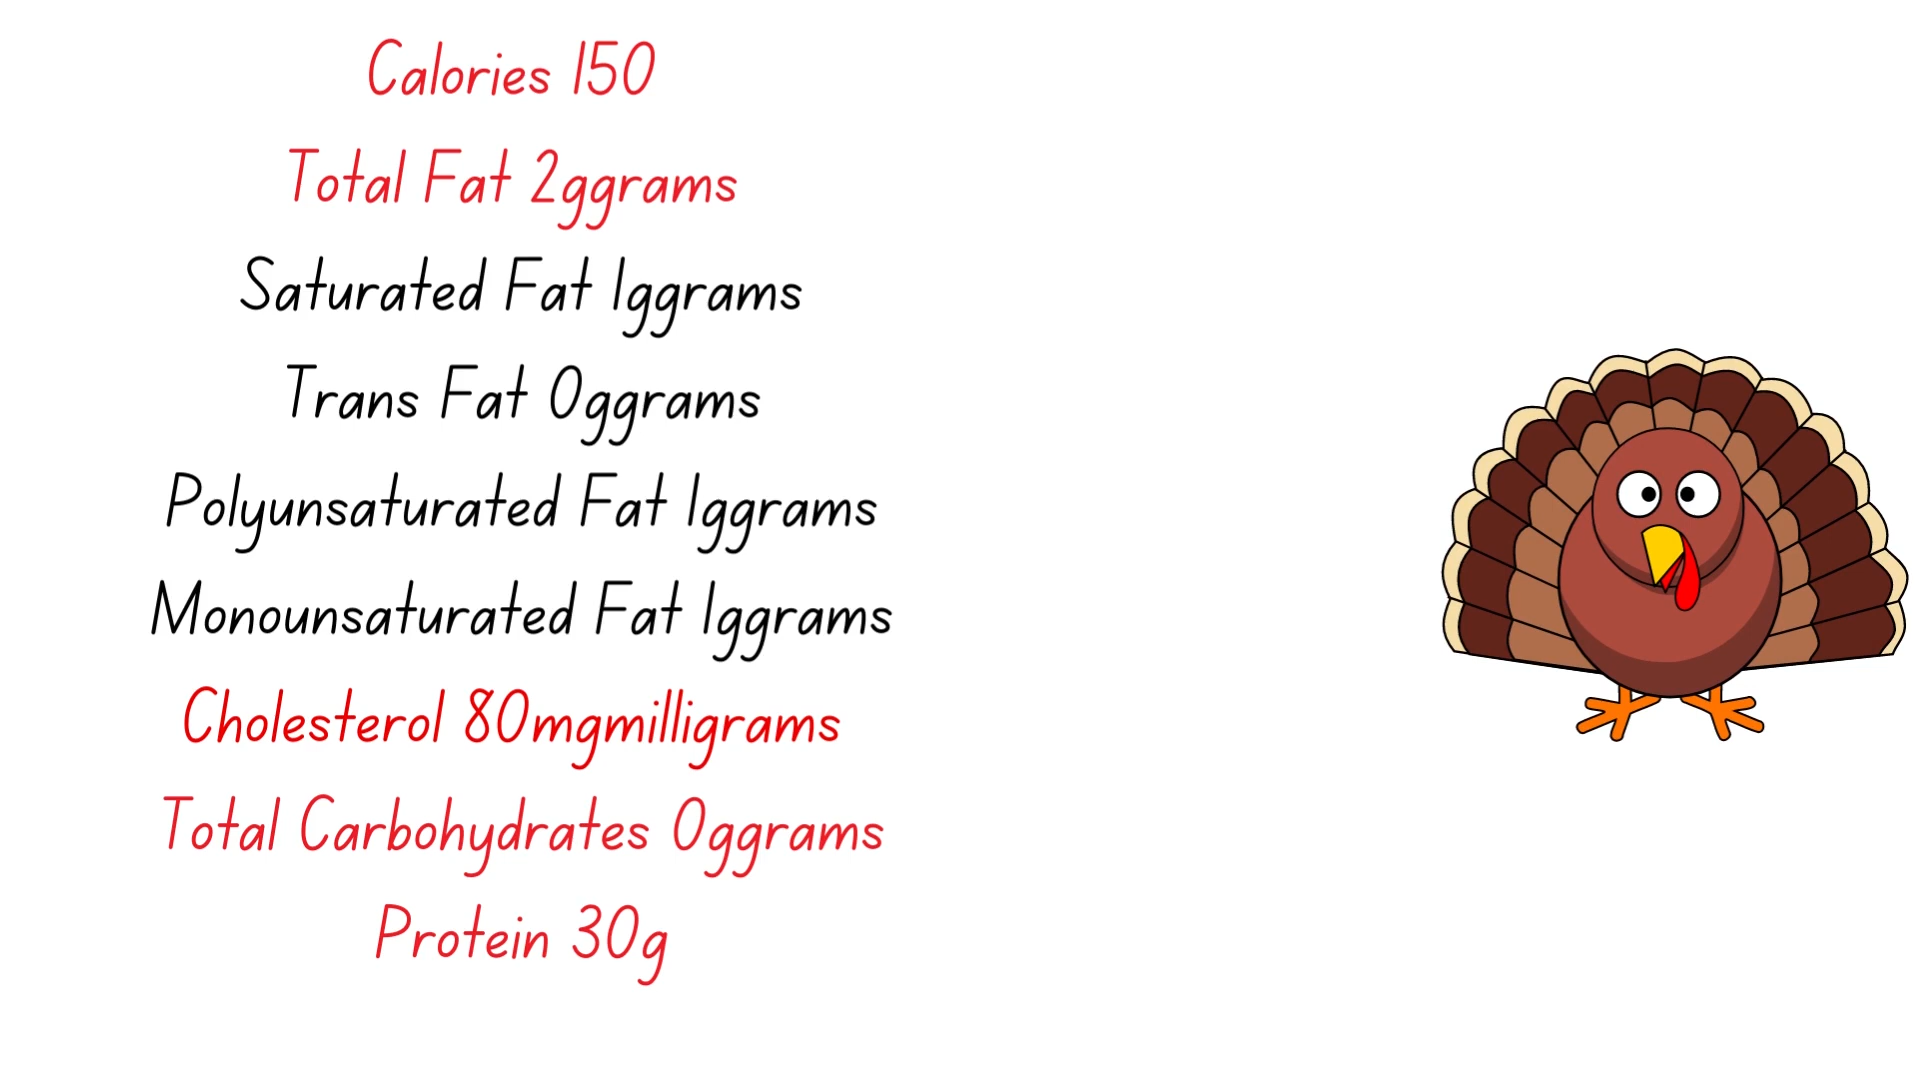 Calories 150
Total Fat 2ggrams
Saturated Fat 1ggrams
Trans Fat 0ggrams
Polyunsaturated Fat 1ggrams
Monounsaturated Fat 1ggrams
Cholesterol 80mgmilligrams
Total Carbohydrates 0ggrams
Protein 30g